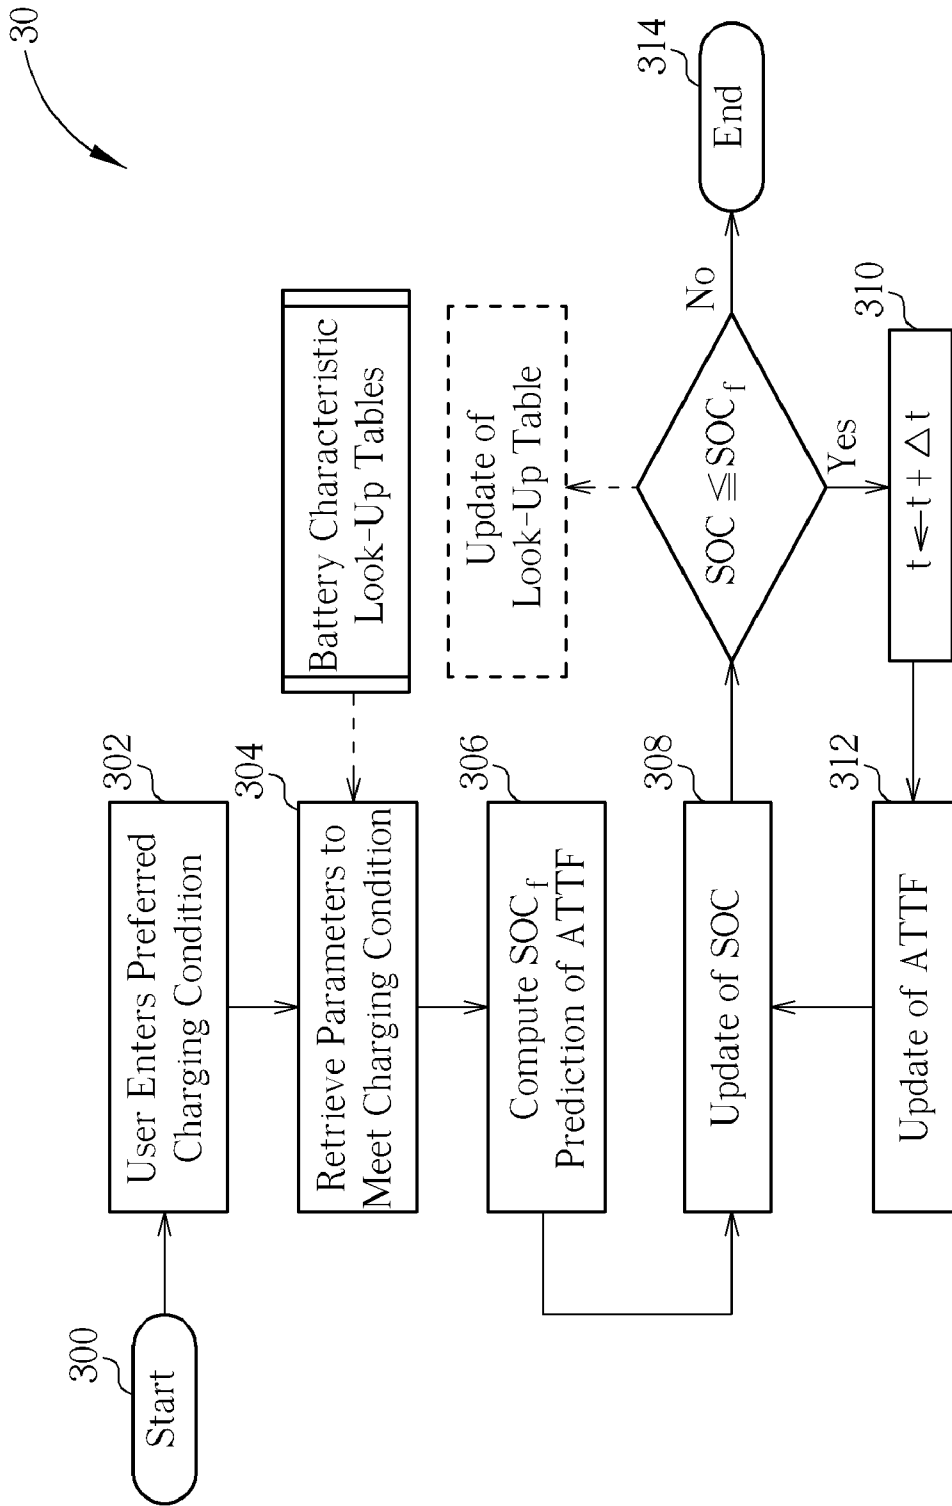 30
300
Start
302
User Enters Preferred
Charging Condition
304
Retrieve Parameters to
Meet Charging Condition
Battery Characteristic
Look-Up Tables
306
Compute SOCf
Prediction of ATTF
Update of
Look-Up Table
308
Update of SOC
SOC ≦ SOCf
No
314
End
Yes
310
t ← t + △t
312
Update of ATTF